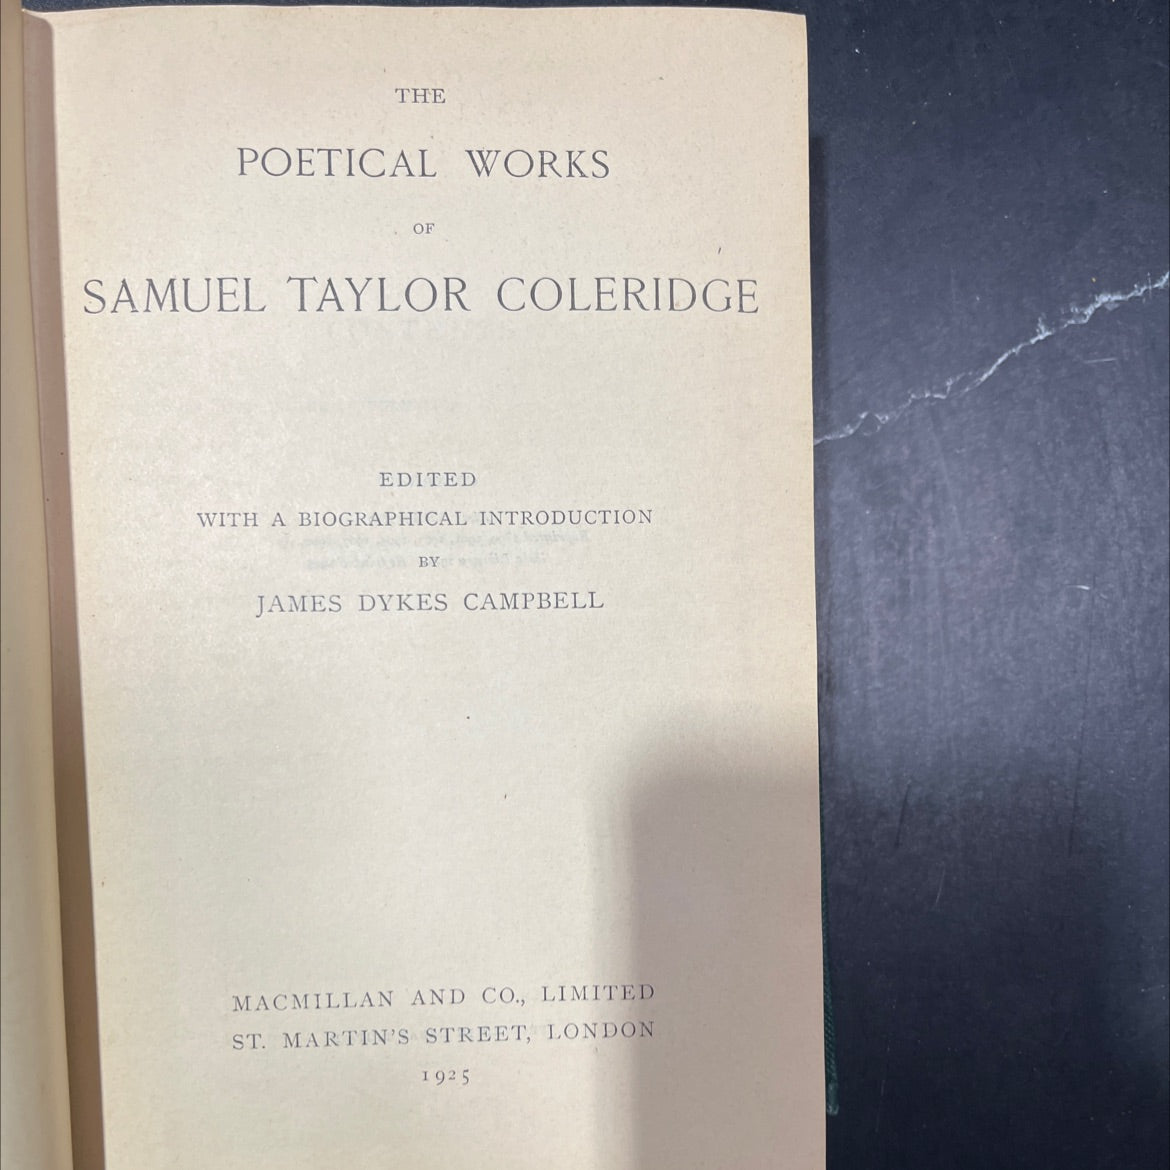 THE
POETICAL WORKS
OF
SAMUEL TAYLOR COLERIDGE
EDITED
WITH A BIOGRAPHICAL INTRODUCTION
BY
JAMES DYKES CAMPBELL
MACMILLAN AND CO., LIMITED
ST. MARTIN'S STREET, LONDON
1925